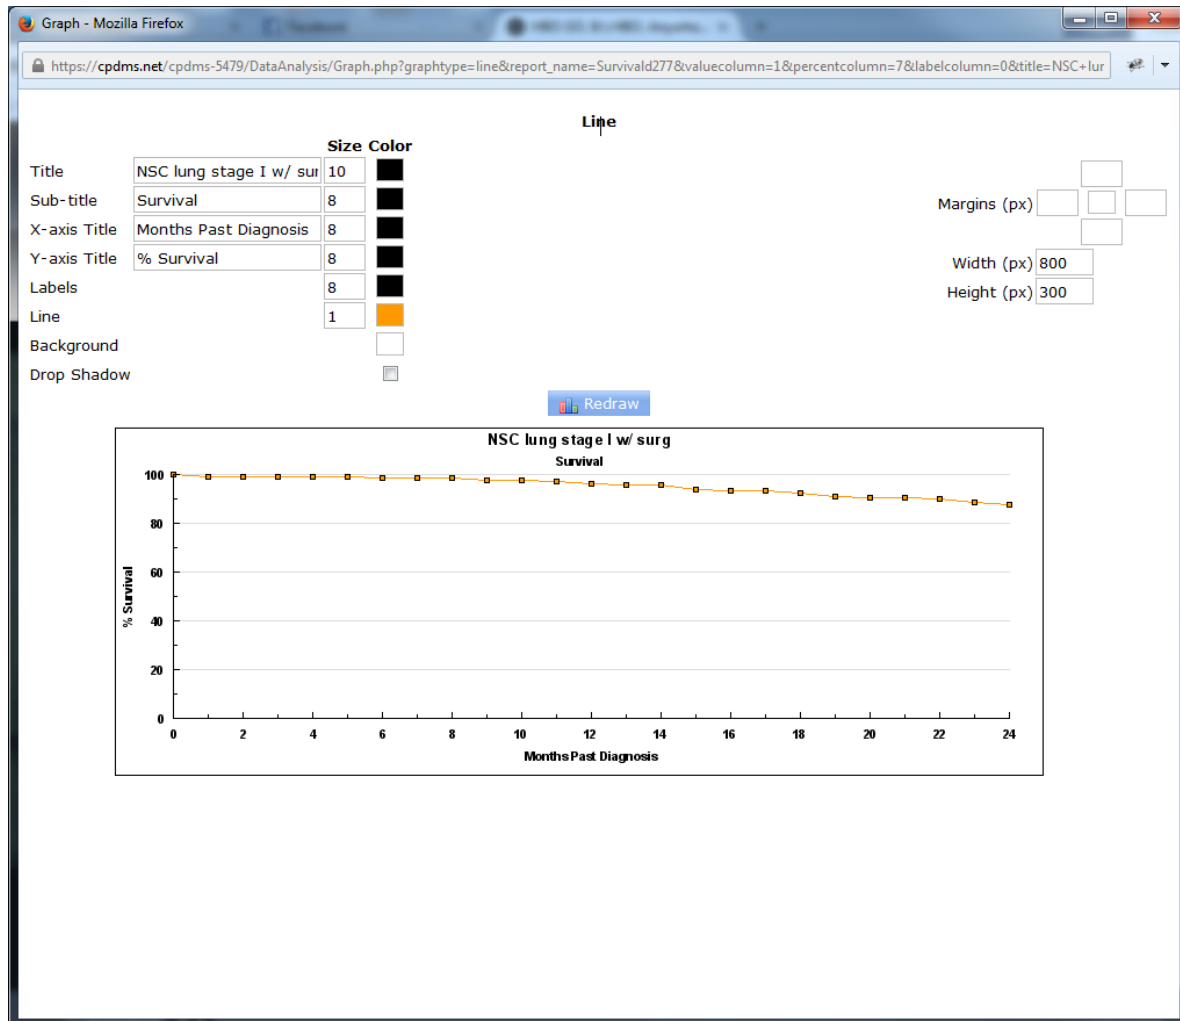 Graph - Mozilla Firefox
https://cpdms.net/cpdms-5479/DataAnalysis/Graph.php?graphtype=line&report_name=Survivald277&valuecolumn=1&percentcolumn=7&labelcolumn=0&title=NSC+lur
Line
Size Color
Title NSC lung stage I w/ sur 10
Sub-title Survival 8
X-axis Title Months Past Diagnosis 8
Y-axis Title % Survival 8
Labels 8
Line 1
Background
Drop Shadow
Margins (px)
Width (px) 800
Height (px) 300
Redraw
NSC lung stage I w/ surg
Survival
100
80
60
40
20
0
% Survival
0 2 4 6 8 10 12 14 16 18 20 22 24
Months Past Diagnosis